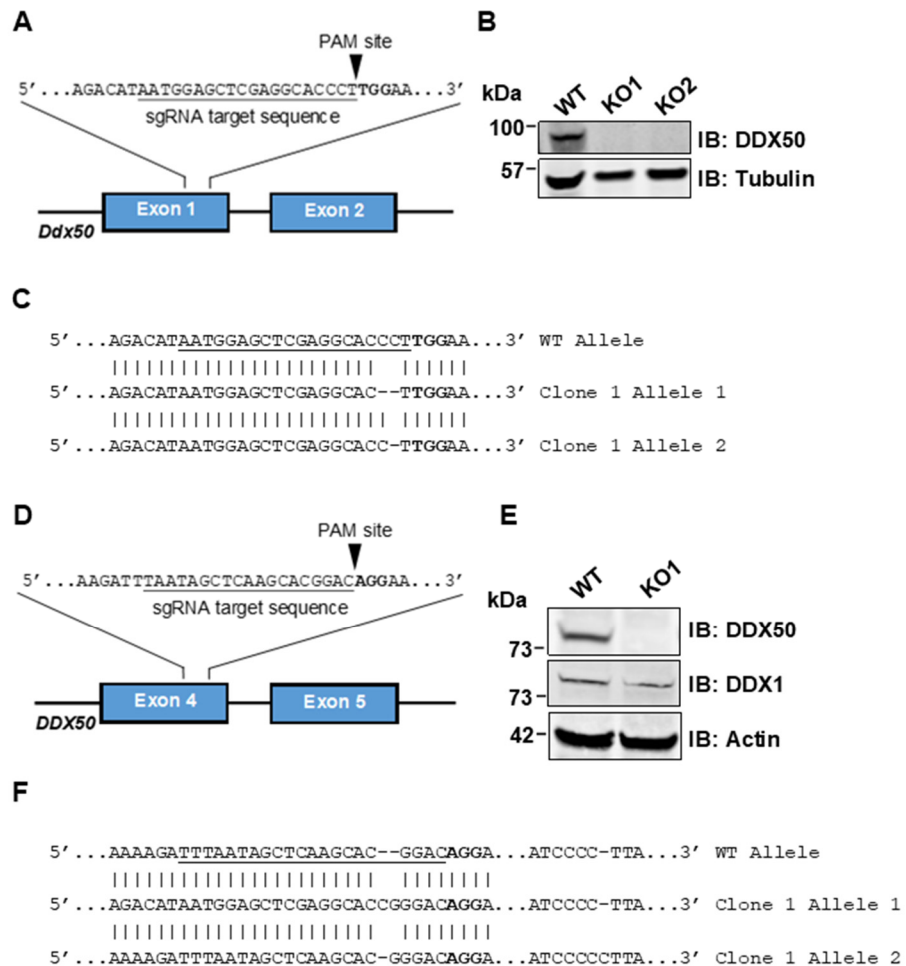 A
PAM site
5'...AGACATAATGGAGCTCGAGGCACCCTTGGAA...3'
sgRNA target sequence
Exon 1
Exon 2
Ddx50
B
kDa
WT
KO1
KO2
100
IB: DDX50
57
IB: Tubulin
C
5'...AGACATAATGGAGCTCGAGGCACCCTTGGAA...3' WT Allele
5'...AGACATAATGGAGCTCGAGGCAC--TTGGAA...3' Clone 1 Allele 1
5'...AGACATAATGGAGCTCGAGGCACC-TTGGAA...3' Clone 1 Allele 2
D
PAM site
5'...AAGATTTAATAGCTCAAGCACGGACAGGAA...3'
sgRNA target sequence
Exon 4
Exon 5
DDX50
E
kDa
WT
KO1
IB: DDX50
73
IB: DDX1
73
42
IB: Actin
F
5'...AAAAGATTTAATAGCTCAAGCAC--GGACAGGA...ATCCCC-TTA...3' WT Allele
5'...AGACATAATGGAGCTCGAGGCACCGGGACAGGA...ATCCCC-TTA...3' Clone 1 Allele 1
5'...AAAAGATTTAATAGCTCAAGCAC-GGGACAGGA...ATCCCCCTTA...3' Clone 1 Allele 2